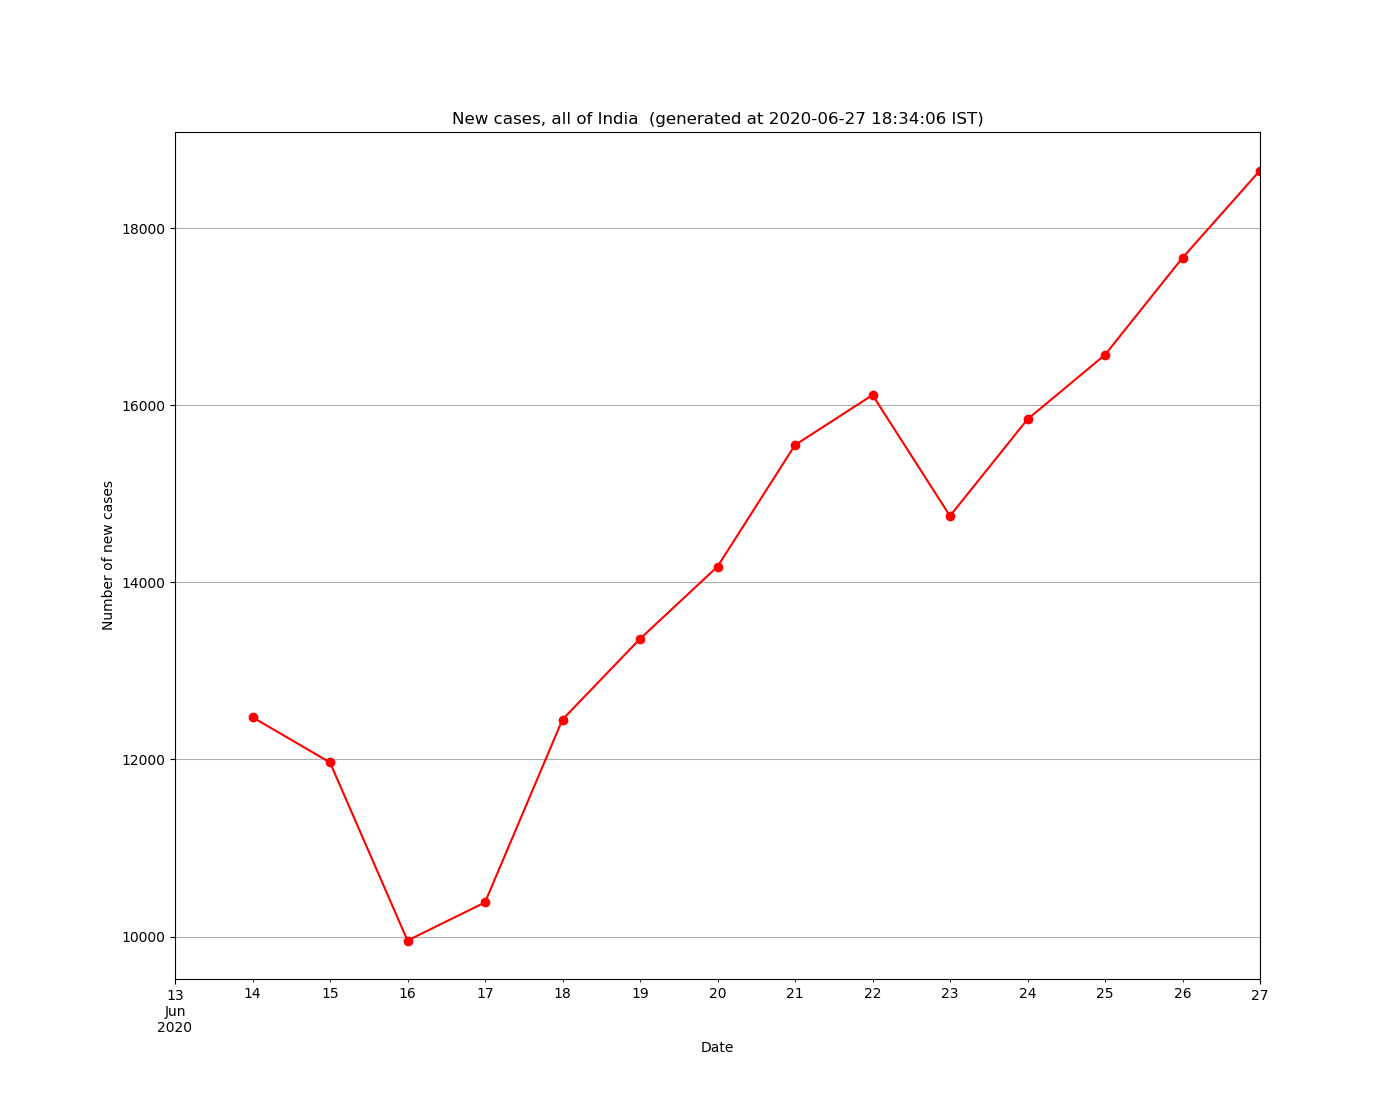 New cases, all of India  (generated at 2020-06-27 18:34:06 IST)
18000
16000
14000
12000
10000
Number of new cases
13 14 15 16 17 18 19 20 21 22 23 24 25 26 27
Jun
2020
Date